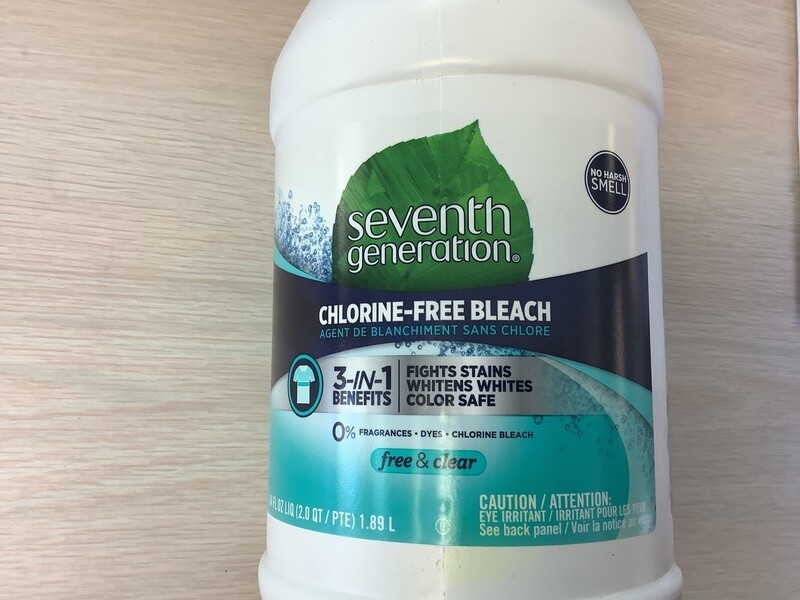 NO HARSH
SMELL
seventh
generation®
CHLORINE-FREE BLEACH
AGENT DE BLANCHIMENT SANS CHLORE
3-IN-1
BENEFITS
FIGHTS STAINS
WHITENS WHITES
COLOR SAFE
0% FRAGRANCES • DYES • CHLORINE BLEACH
free & clear
FL OZ LIQ (2.0 QT / PTE) 1.89 L
CAUTION / ATTENTION:
EYE IRRITANT / IRRITANT POUR LES YEUX
See back panel / Voir la notice au